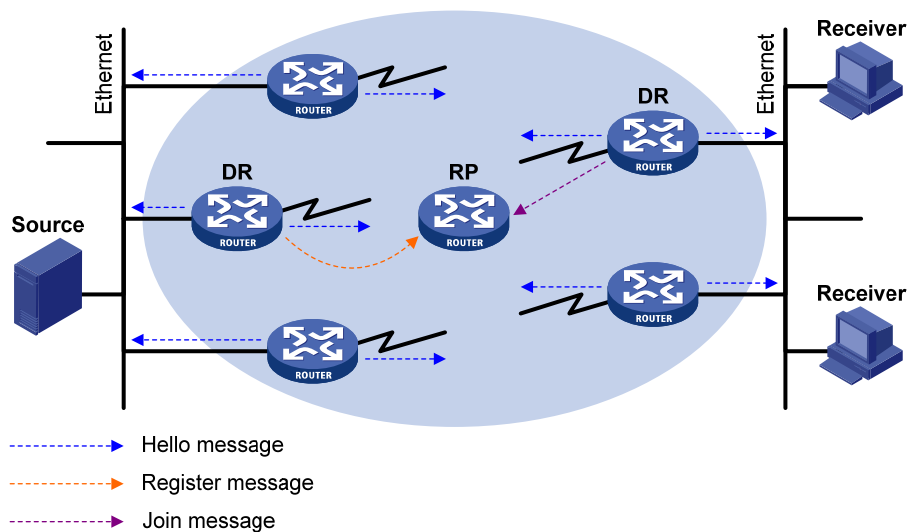 Ethernet
Ethernet
Receiver
ROUTER
DR
ROUTER
DR
RP
ROUTER
ROUTER
Source
ROUTER
Receiver
ROUTER
Hello message
Register message
Join message